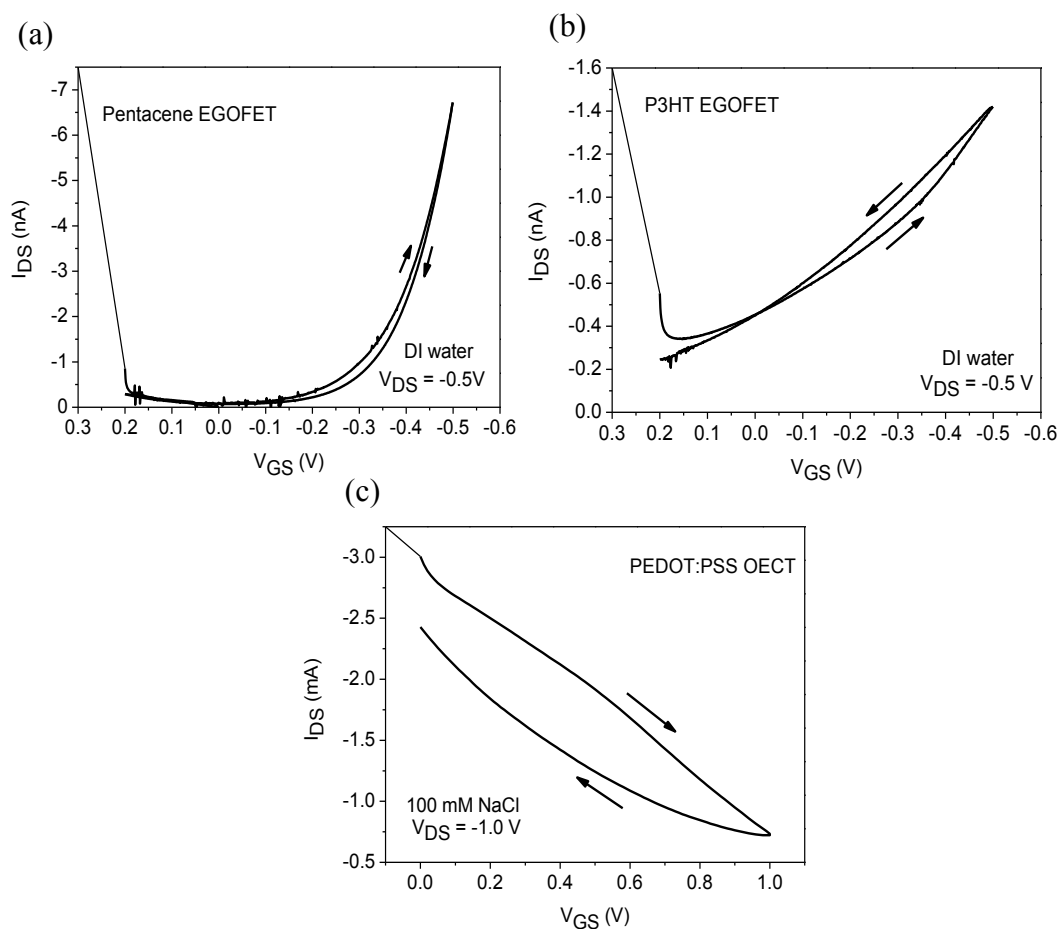 (a)
-7
-6
-5
-4
-3
-2
-1
0
I_DS (nA)
Pentacene EGOFET
DI water
V_DS = -0.5V
0.3 0.2 0.1 0.0 -0.1 -0.2 -0.3 -0.4 -0.5 -0.6
V_GS (V)
(b)
-1.6
-1.4
-1.2
-1.0
-0.8
-0.6
-0.4
-0.2
0.0
I_DS (nA)
P3HT EGOFET
DI water
V_DS = -0.5 V
0.3 0.2 0.1 0.0 -0.1 -0.2 -0.3 -0.4 -0.5 -0.6
V_GS (V)
(c)
-3.0
-2.5
-2.0
-1.5
-1.0
-0.5
I_DS (mA)
PEDOT:PSS OECT
100 mM NaCl
V_DS = -1.0 V
0.0 0.2 0.4 0.6 0.8 1.0
V_GS (V)